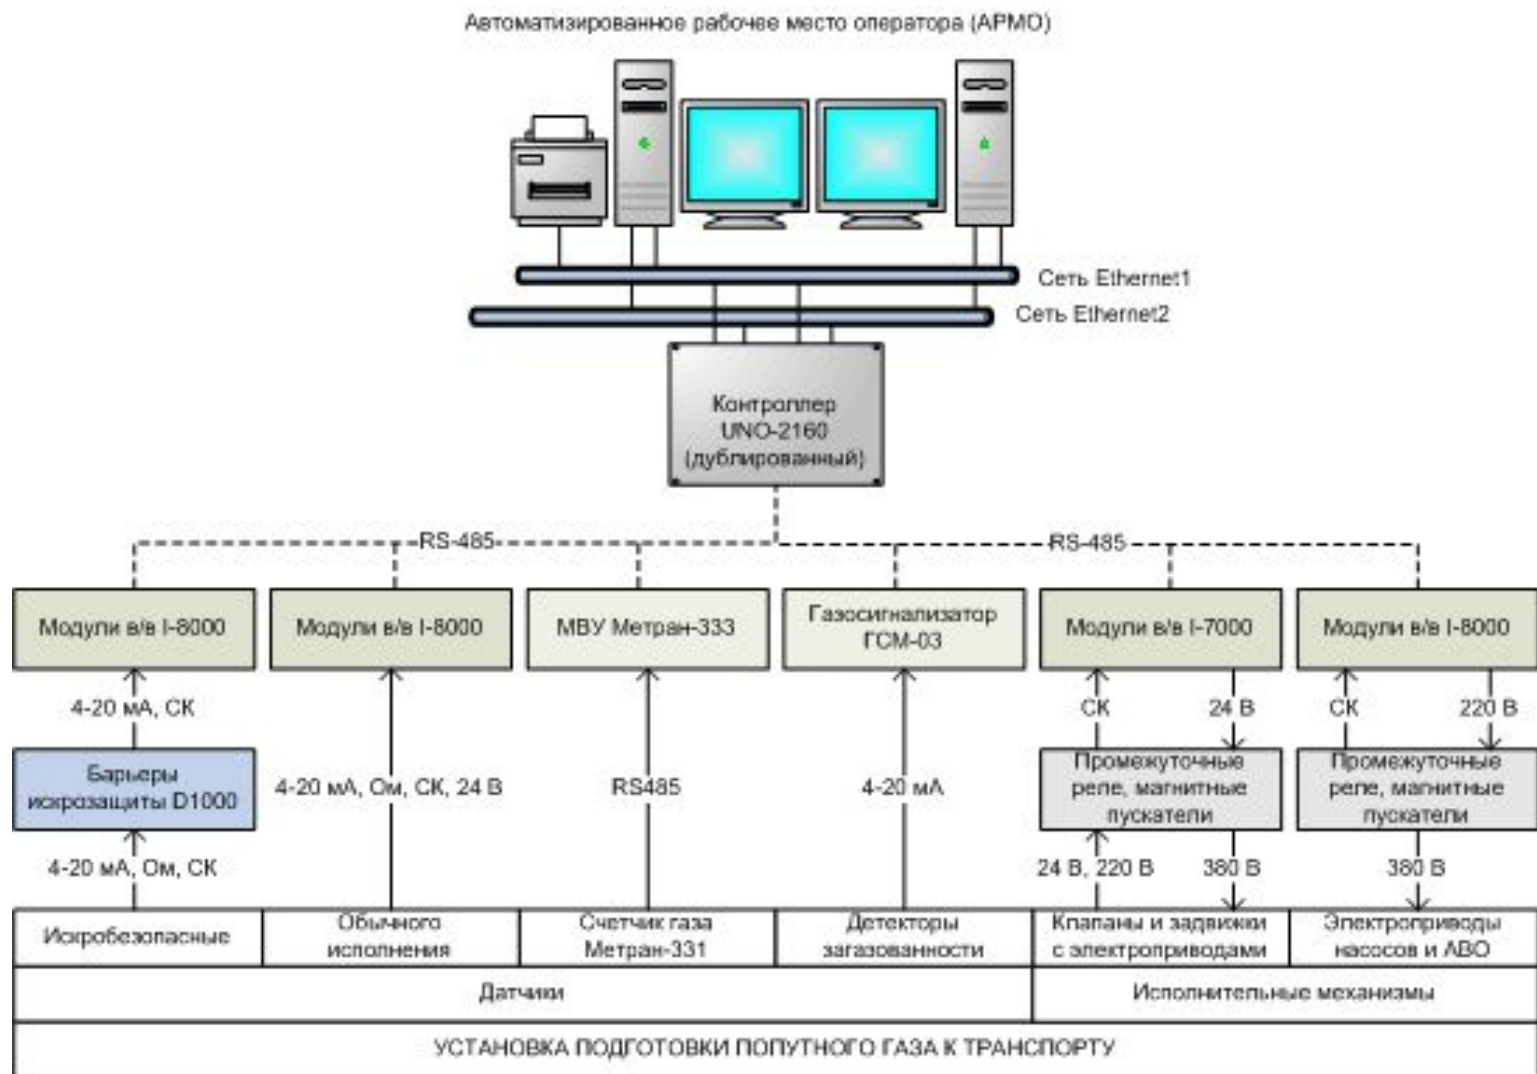 Автоматизированное рабочее место оператора (АРМО)
Сеть Ethernet1
Сеть Ethernet2
Контроллер
UNO-2160
(дублированный)
RS-485
RS-485
Модули в/в I-8000
Модули в/в I-8000
МВУ Метран-333
Газосигнализатор
ГСМ-03
Модули в/в I-7000
Модули в/в I-8000
4-20 мА, СК
СК
24 В
СК
220 В
Барьеры
искрозащиты D1000
4-20 мА, Ом, СК, 24 В
RS485
4-20 мА
Промежуточные
реле, магнитные
пускатели
Промежуточные
реле, магнитные
пускатели
4-20 мА, Ом, СК
24 В, 220 В
380 В
380 В
Искробезопасные
Обычного
исполнения
Счетчик газа
Метран-331
Детекторы
загазованности
Клапаны и задвижки
с электроприводами
Электроприводы
насосов и АВО
Датчики
Исполнительные механизмы
УСТАНОВКА ПОДГОТОВКИ ПОПУТНОГО ГАЗА К ТРАНСПОРТУ